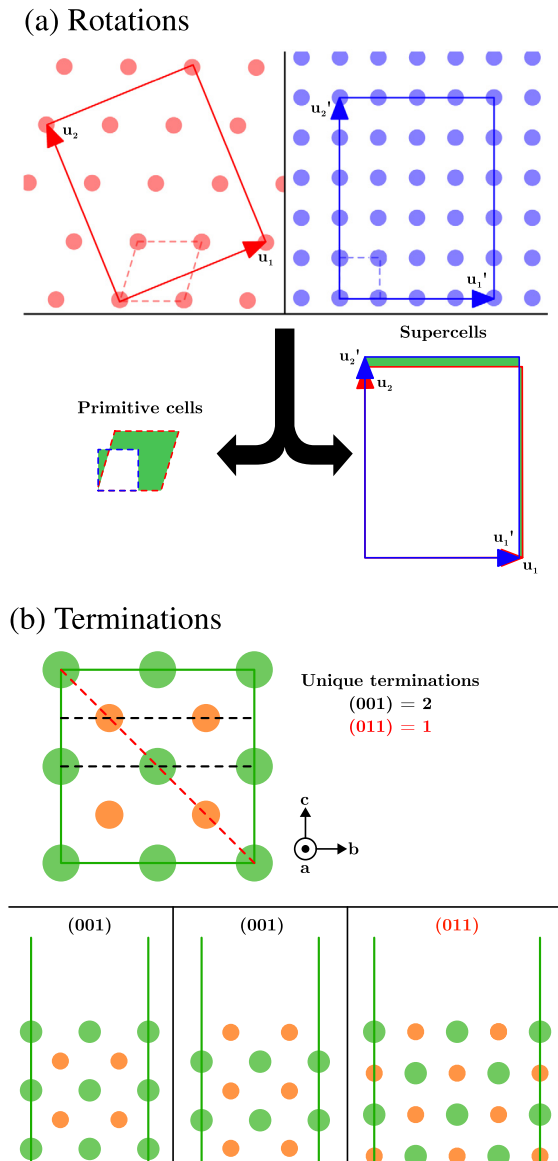 (a) Rotations
u₂
u₁
u₂'
u₁'
Supercells
u₂'
u₂
Primitive cells
u₁'
u₁
(b) Terminations
Unique terminations
(001) = 2
(011) = 1
c
b
a
(001)
(001)
(011)